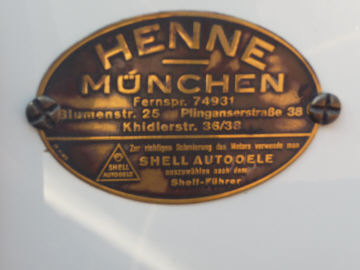 HENNE
MÜNCHEN
Fernspr. 74931
Blumenstr. 25 Plinganserstraße 38
Khidlerstr. 36/38
Zur richtigen Schmierung des Motors verwende man
SHELL AUTOOELE
auszuwählen nach dem
Shell-Führer
SHELL
AUTOOELE